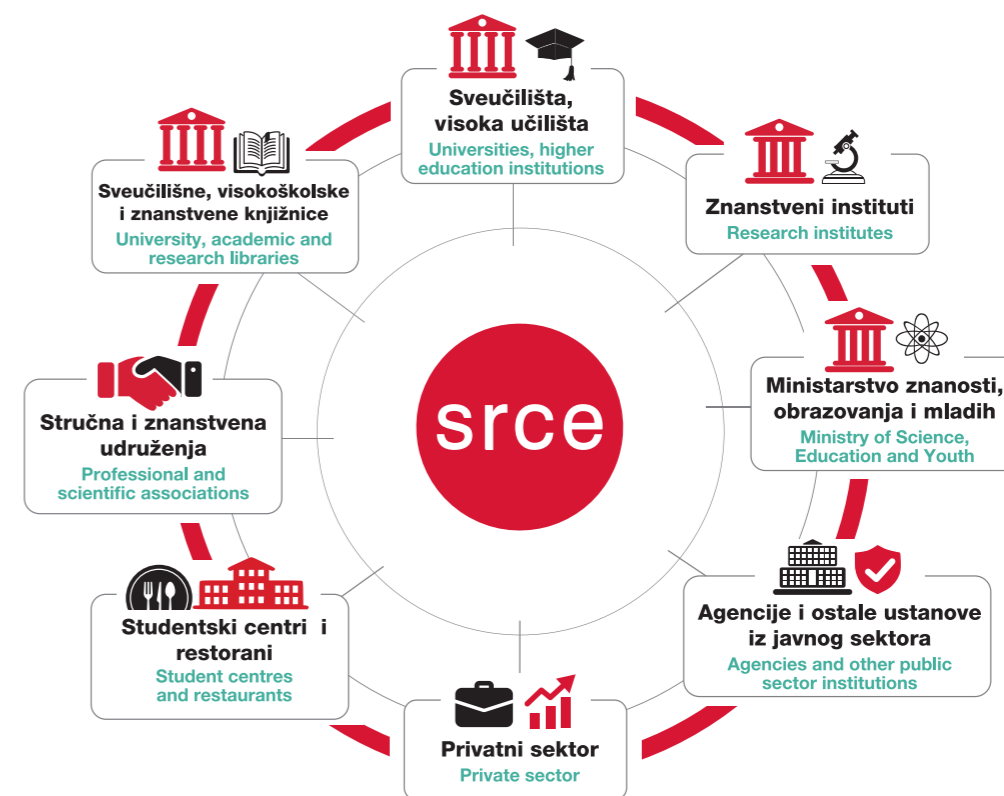 Sveučilišta,
visoka učilišta
Universities, higher
education institutions
Znanstveni instituti
Research institutes
Ministarstvo znanosti,
obrazovanja i mladih
Ministry of Science,
Education and Youth
Agencije i ostale ustanove
iz javnog sektora
Agencies and other public
sector institutions
Privatni sektor
Private sector
Studentski centri i
restorani
Student centres
and restaurants
Stručna i znanstvena
udruženja
Professional and
scientific associations
Sveučilišne, visokoškolske
i znanstvene knjižnice
University, academic and
research libraries
srce